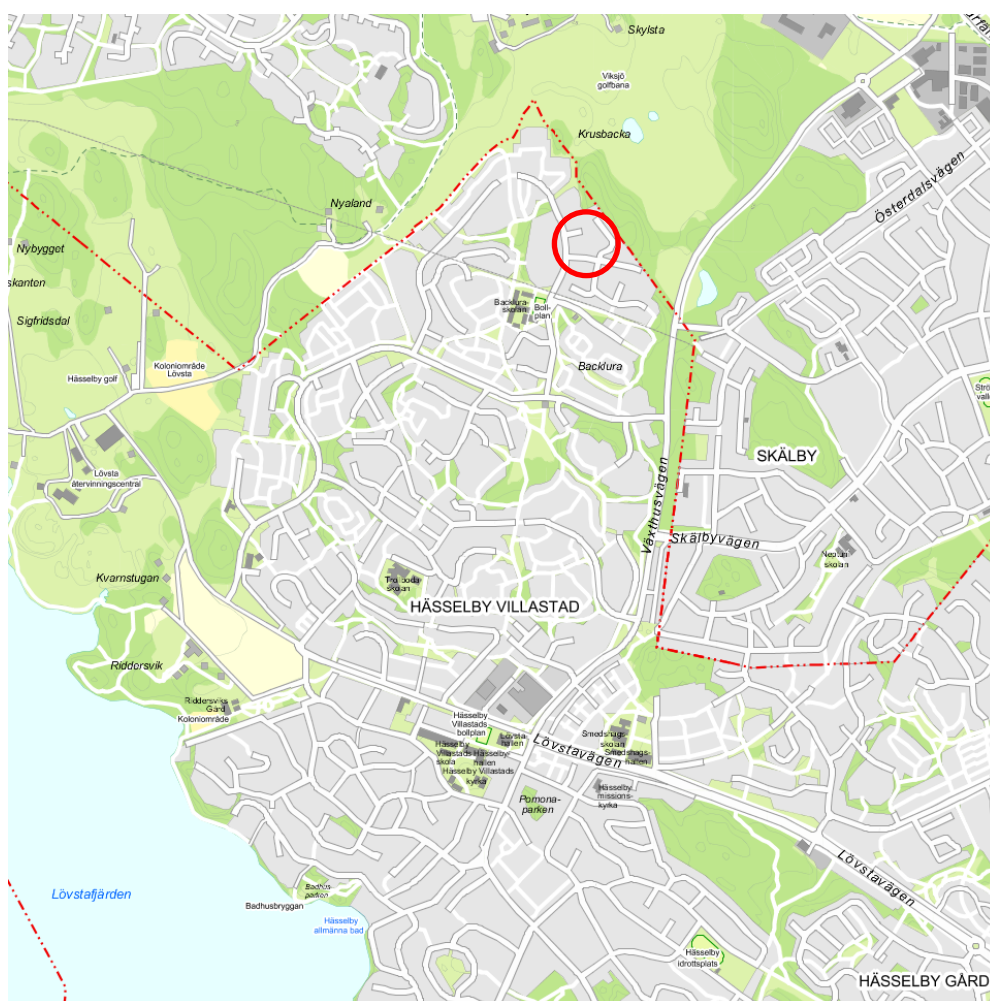 Skylsta
Viksjö
golfbana
Krusbacka
Österdalsvägen
Nyaland
Nybygget
skanten
Sigfridsdal
Backlura-
skolan
Boll-
plan
Backlura
Koloniområde
Lövsta
Hässelby golf
SKÄLBY
Lövsta
återvinningscentral
Växthusvägen
Skälbyvägen
Kvarnstugan
HÄSSELBY VILLASTAD
Riddersvik
Riddersviks
Gård
Koloniområde
Hässelby
Villastads
bollplan
Lövsta-
hallen
Hässelby
Villastads
skola
Hässelby-
hallen
Hässelby Villastads
kyrka
Lövstavägen
Smedshags-
skolan
Smedshags-
hallen
Hässelby
missions-
kyrka
Pomona-
parken
Lövstavägen
Lövstafjärden
Badhus-
parken
Badhusbryggan
Hässelby
allmänna bad
Hässelby
Idrottsplats
HÄSSELBY GÅRD